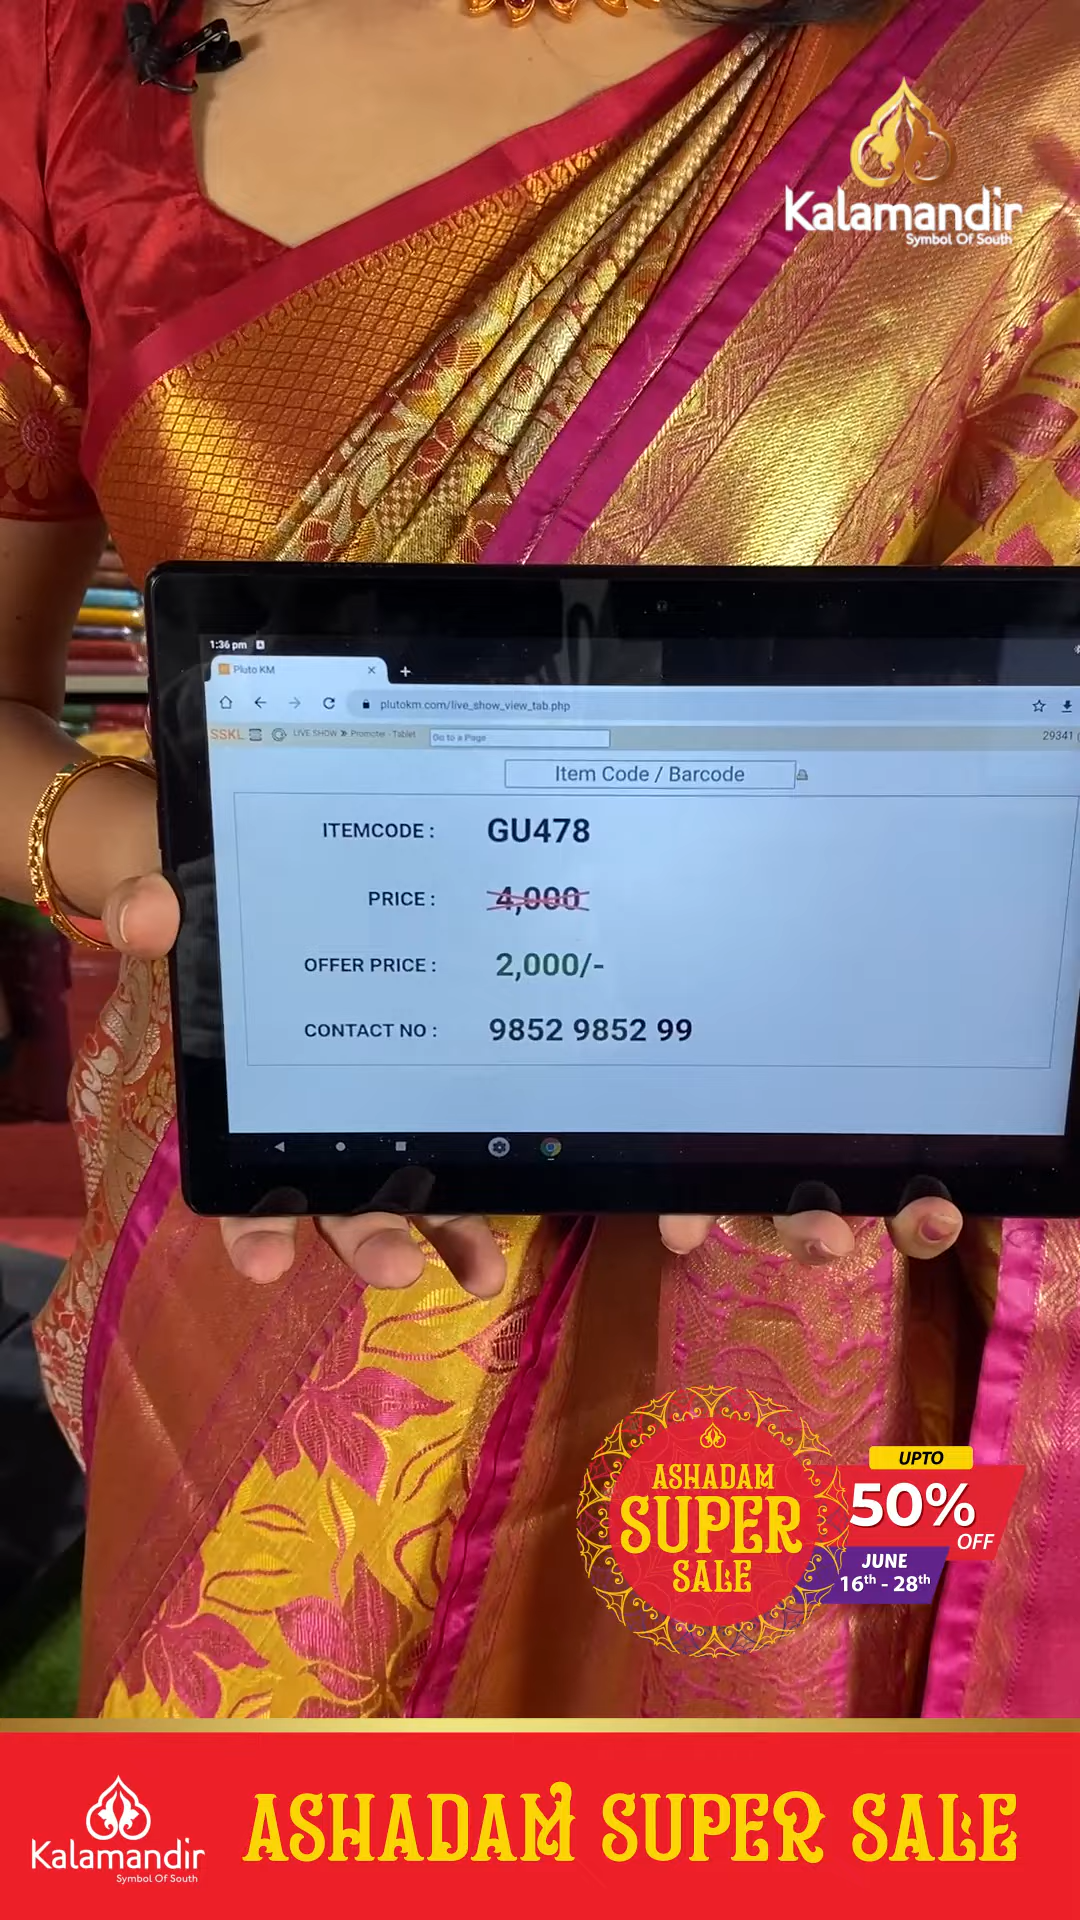 Kalamandir
Symbol Of South
1:36 pm
Pluto KM
plutokm.com/live_show_view_tab.php
SSKL LIVE SHOW » Promoter - Tablet Go to a Page 29341
Item Code / Barcode
ITEMCODE : GU478
PRICE : 4,000
OFFER PRICE : 2,000/-
CONTACT NO : 9852 9852 99
ASHADAM
SUPER
SALE
UPTO
50%
OFF
JUNE
16th - 28th
Kalamandir
Symbol Of South
ASHADAM SUPER SALE